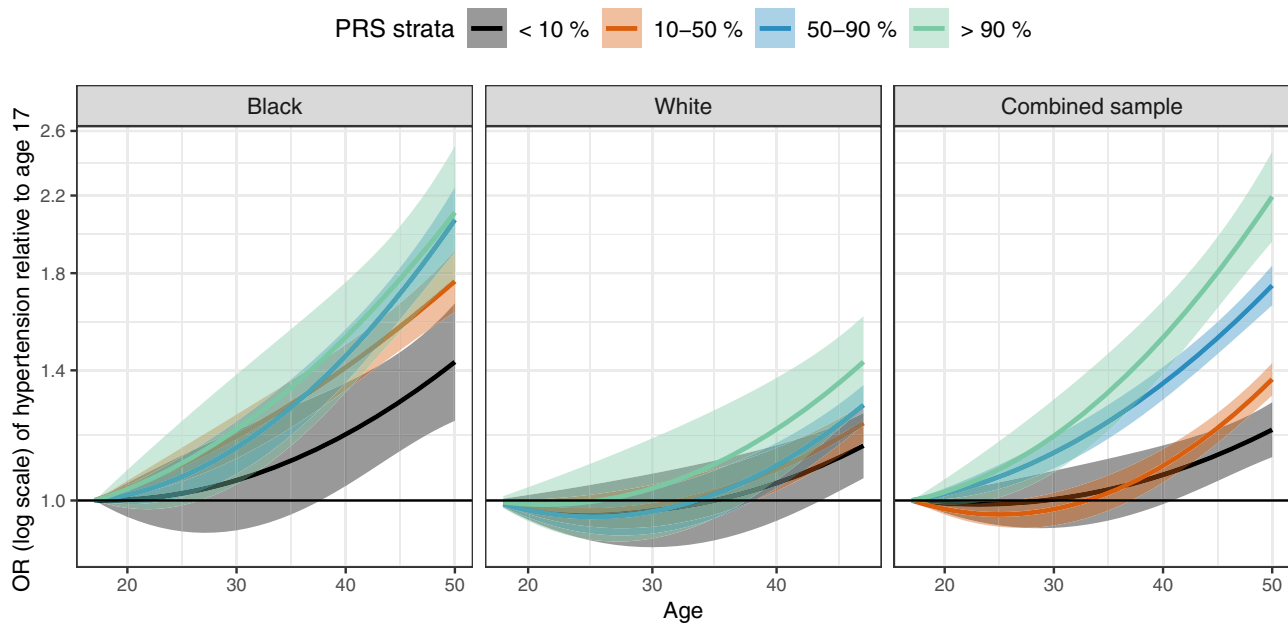 PRS strata < 10 % 10–50 % 50–90 % > 90 %
Black White Combined sample
OR (log scale) of hypertension relative to age 17
2.6
2.2
1.8
1.4
1.0
20 30 40 50 20 30 40 20 30 40 50
Age